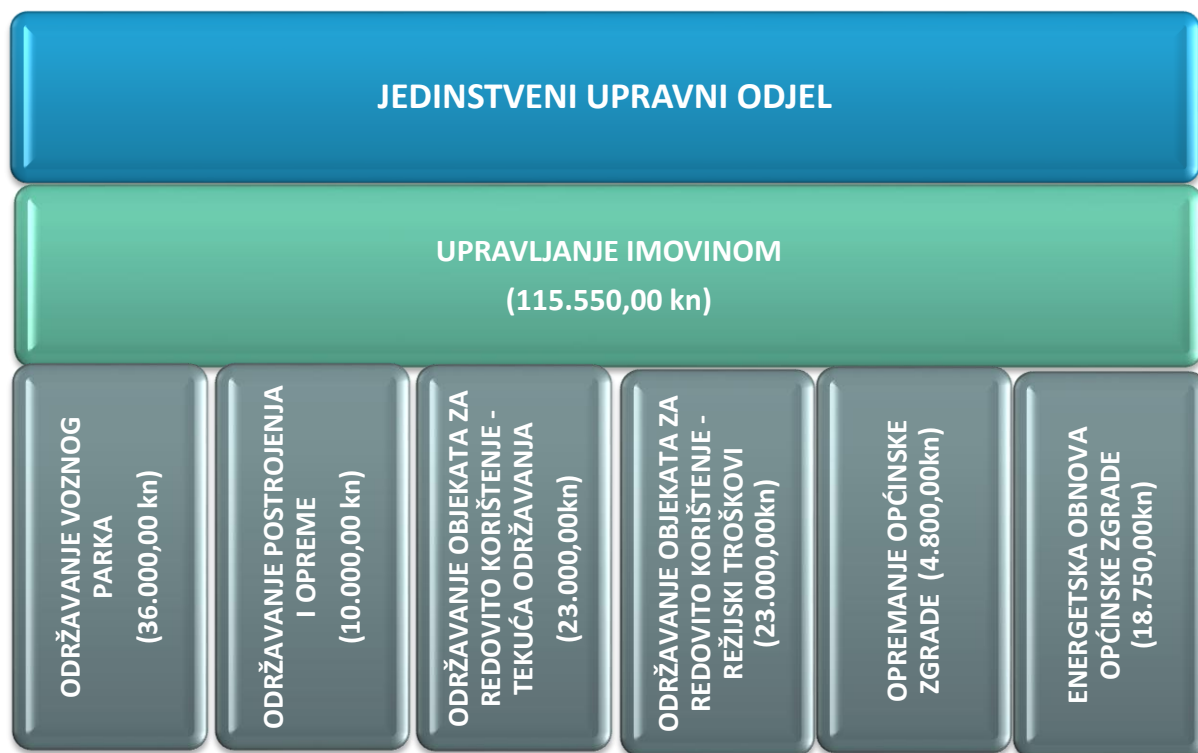 JEDINSTVENI UPRAVNI ODJEL
UPRAVLJANJE IMOVINOM
(115.550,00 kn)
ODRŽAVANJE VOZNOG
PARKA
(36.000,00 kn)
ODRŽAVANJE POSTROJENJA
I OPREME
(10.000,00 kn)
ODRŽAVANJE OBJEKATA ZA
REDOVITO KORIŠTENJE -
TEKUĆA ODRŽAVANJA
(23.000,00kn)
ODRŽAVANJE OBJEKATA ZA
REDOVITO KORIŠTENJE -
REŽIJSKI TROŠKOVI
(23.000,00kn)
OPREMANJE OPĆINSKE
ZGRADE (4.800,00kn)
ENERGETSKA OBNOVA
OPĆINSKE ZGRADE
(18.750,00kn)